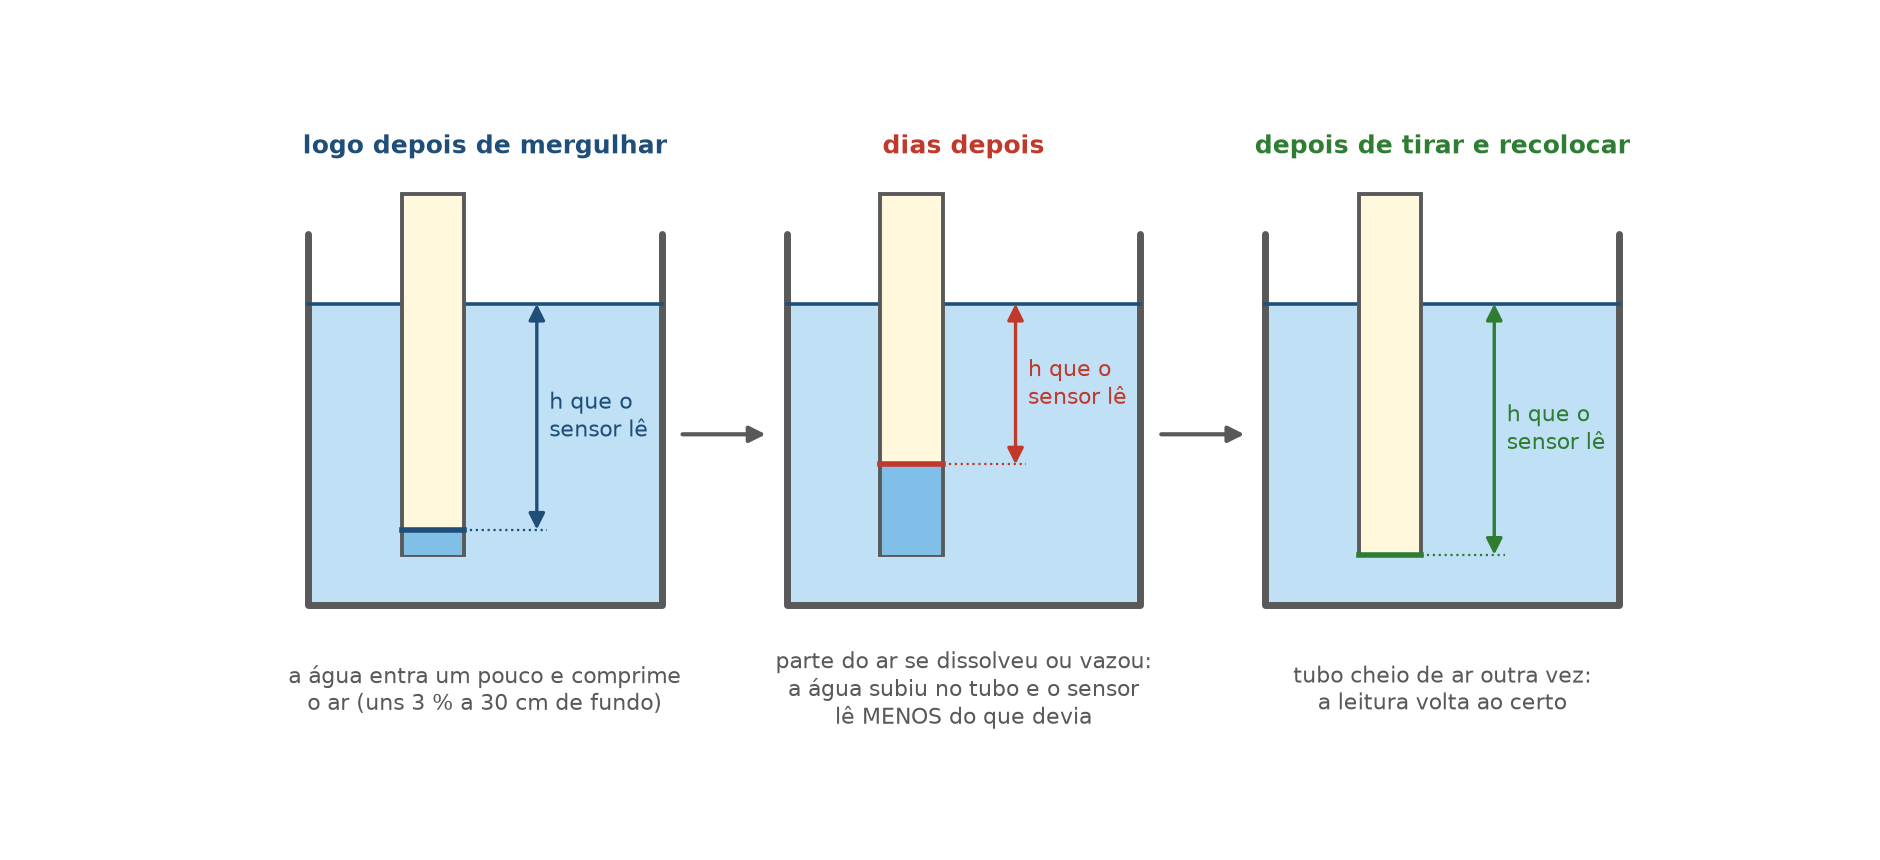 logo depois de mergulhar
dias depois
depois de tirar e recolocar
h que o
sensor lê
h que o
sensor lê
h que o
sensor lê
a água entra um pouco e comprime
o ar (uns 3 % a 30 cm de fundo)
parte do ar se dissolveu ou vazou:
a água subiu no tubo e o sensor
lê MENOS do que devia
tubo cheio de ar outra vez:
a leitura volta ao certo